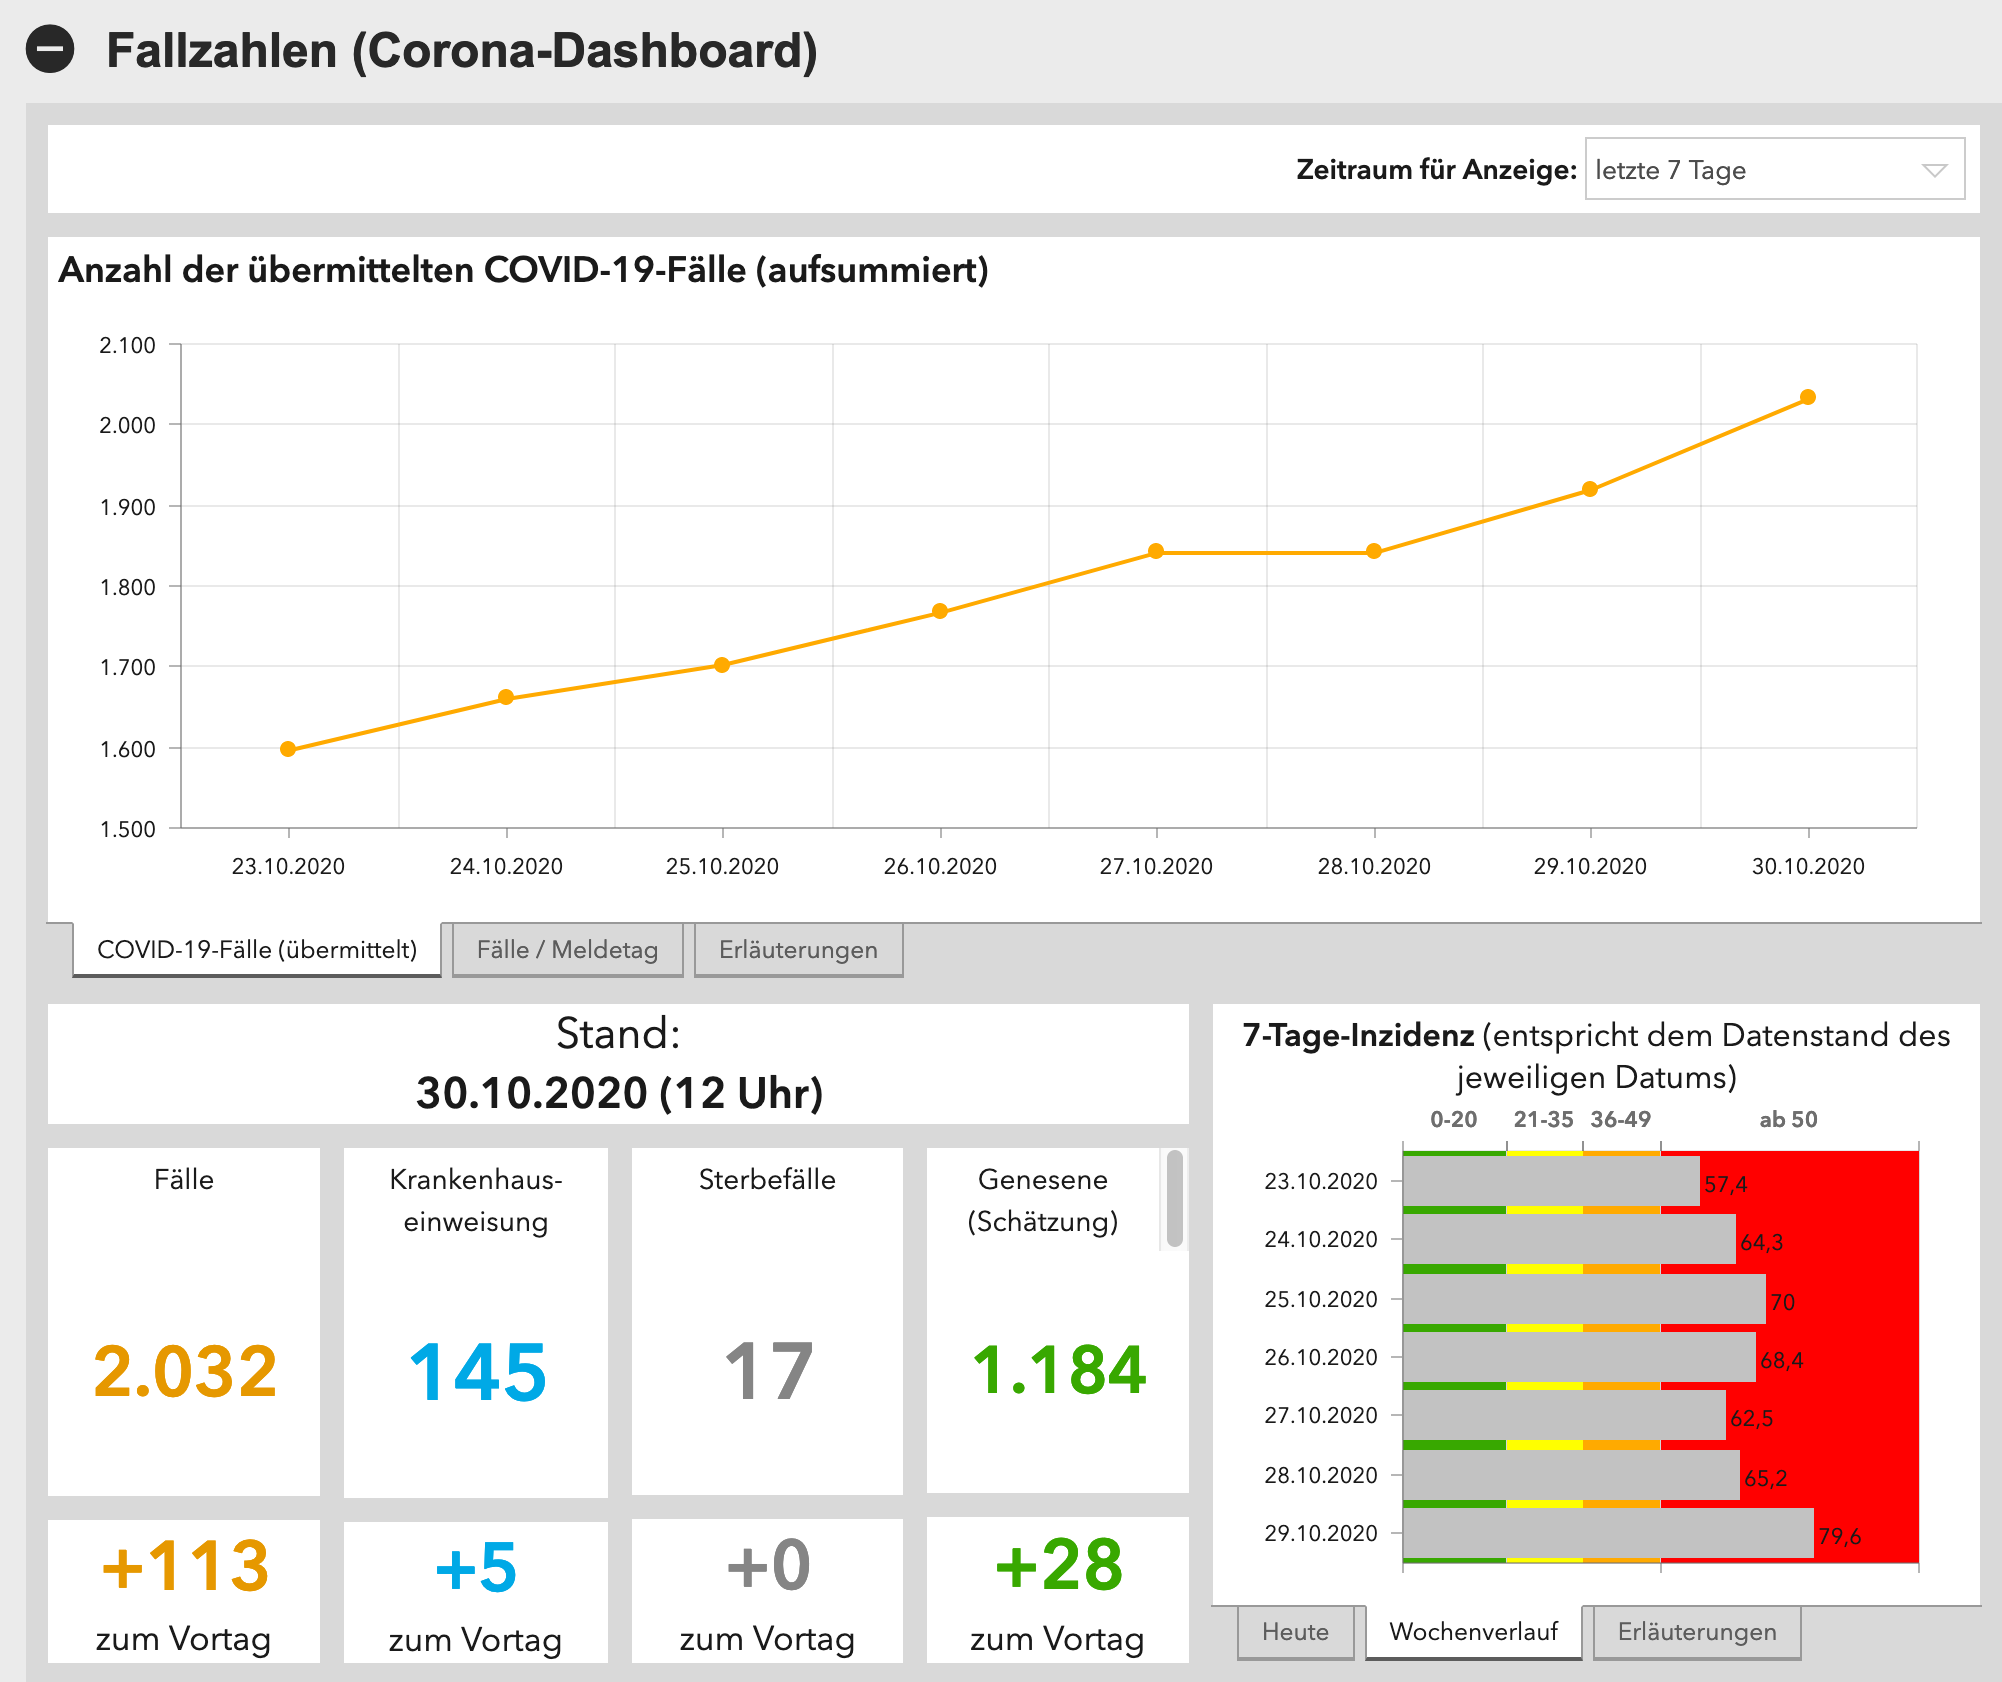 Fallzahlen (Corona-Dashboard)
Zeitraum für Anzeige: letzte 7 Tage
Anzahl der übermittelten COVID-19-Fälle (aufsummiert)
2.100
2.000
1.900
1.800
1.700
1.600
1.500
23.10.2020 24.10.2020 25.10.2020 26.10.2020 27.10.2020 28.10.2020 29.10.2020 30.10.2020
COVID-19-Fälle (übermittelt) Fälle / Meldetag Erläuterungen
Stand:
30.10.2020 (12 Uhr)
Fälle
2.032
+113
zum Vortag
Krankenhaus-
einweisung
145
+5
zum Vortag
Sterbefälle
17
+0
zum Vortag
Genesene
(Schätzung)
1.184
+28
zum Vortag
7-Tage-Inzidenz (entspricht dem Datenstand des
jeweiligen Datums)
0-20 21-35 36-49 ab 50
23.10.2020 57,4
24.10.2020 64,3
25.10.2020 70
26.10.2020 68,4
27.10.2020 62,5
28.10.2020 65,2
29.10.2020 79,6
Heute Wochenverlauf Erläuterungen